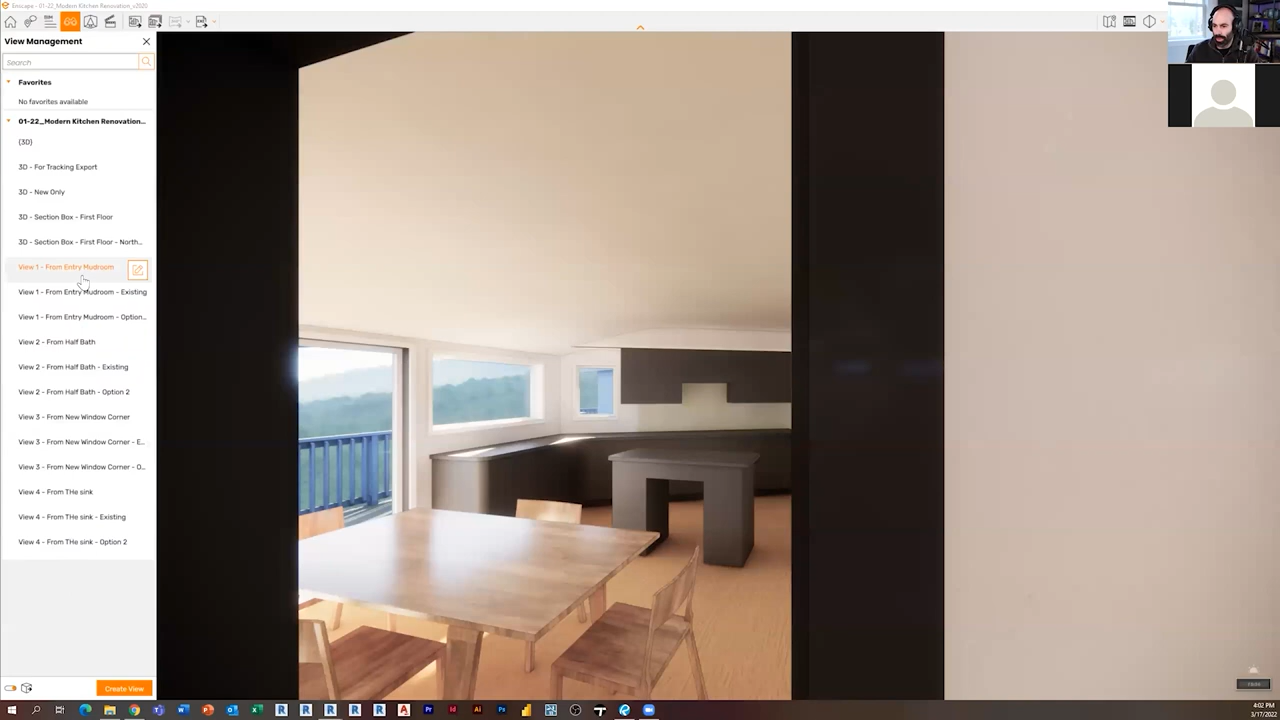 Enscape - 01-22_Modern Kitchen Renovation_v2020
View Management
Search
Favorites
No favorites available
01-22_Modern Kitchen Renovation...
(3D)
3D - For Tracking Export
3D - New Only
3D - Section Box - First Floor
3D - Section Box - First Floor - North...
View 1 - From Entry Mudroom
View 1 - From Entry Mudroom - Existing
View 1 - From Entry Mudroom - Option...
View 2 - From Half Bath
View 2 - From Half Bath - Existing
View 2 - From Half Bath - Option 2
View 3 - From New Window Corner
View 3 - From New Window Corner - E...
View 3 - From New Window Corner - O...
View 4 - From THe sink
View 4 - From THe sink - Existing
View 4 - From THe sink - Option 2
Create View
4:02 PM
3/17/2022